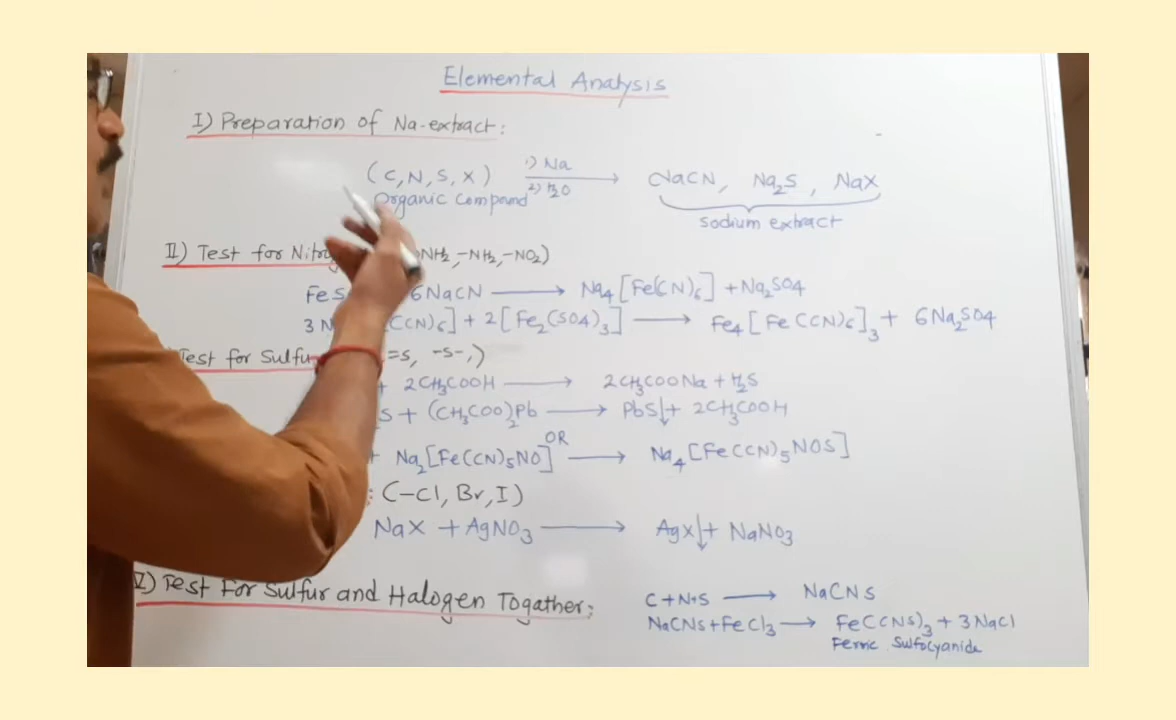 Elemental Analysis
I) Preparation of Na-extract:
(C,N,S,X) 1) Na 2) H2O ⟶ NaCN, Na2S, NaX
Organic Compound
sodium extract
II) Test for NH2,-NH2,-NO2)
6NaCN ⟶ Na4[Fe(CN)6] + Na2SO4
3 (CN)6] + 2[Fe2(SO4)3] ⟶ Fe4[Fe(CN)6]3 + 6Na2SO4
Test for =S, -S-,)
+ 2CH3COOH ⟶ 2CH3COONa + H2S
S + (CH3COO)2Pb ⟶ PbS↓ + 2CH3COOH
OR
+ Na2[Fe(CN)5NO] ⟶ Na4[Fe(CN)5NOS]
: (C-Cl, Br, I)
NaX + AgNO3 ⟶ AgX↓ + NaNO3
) Test For Sulfur and Halogen Togather:
C+N+S ⟶ NaCNS
NaCNS+FeCl3 ⟶ Fe(CNS)3 + 3NaCl
Ferric Sulfocyanide